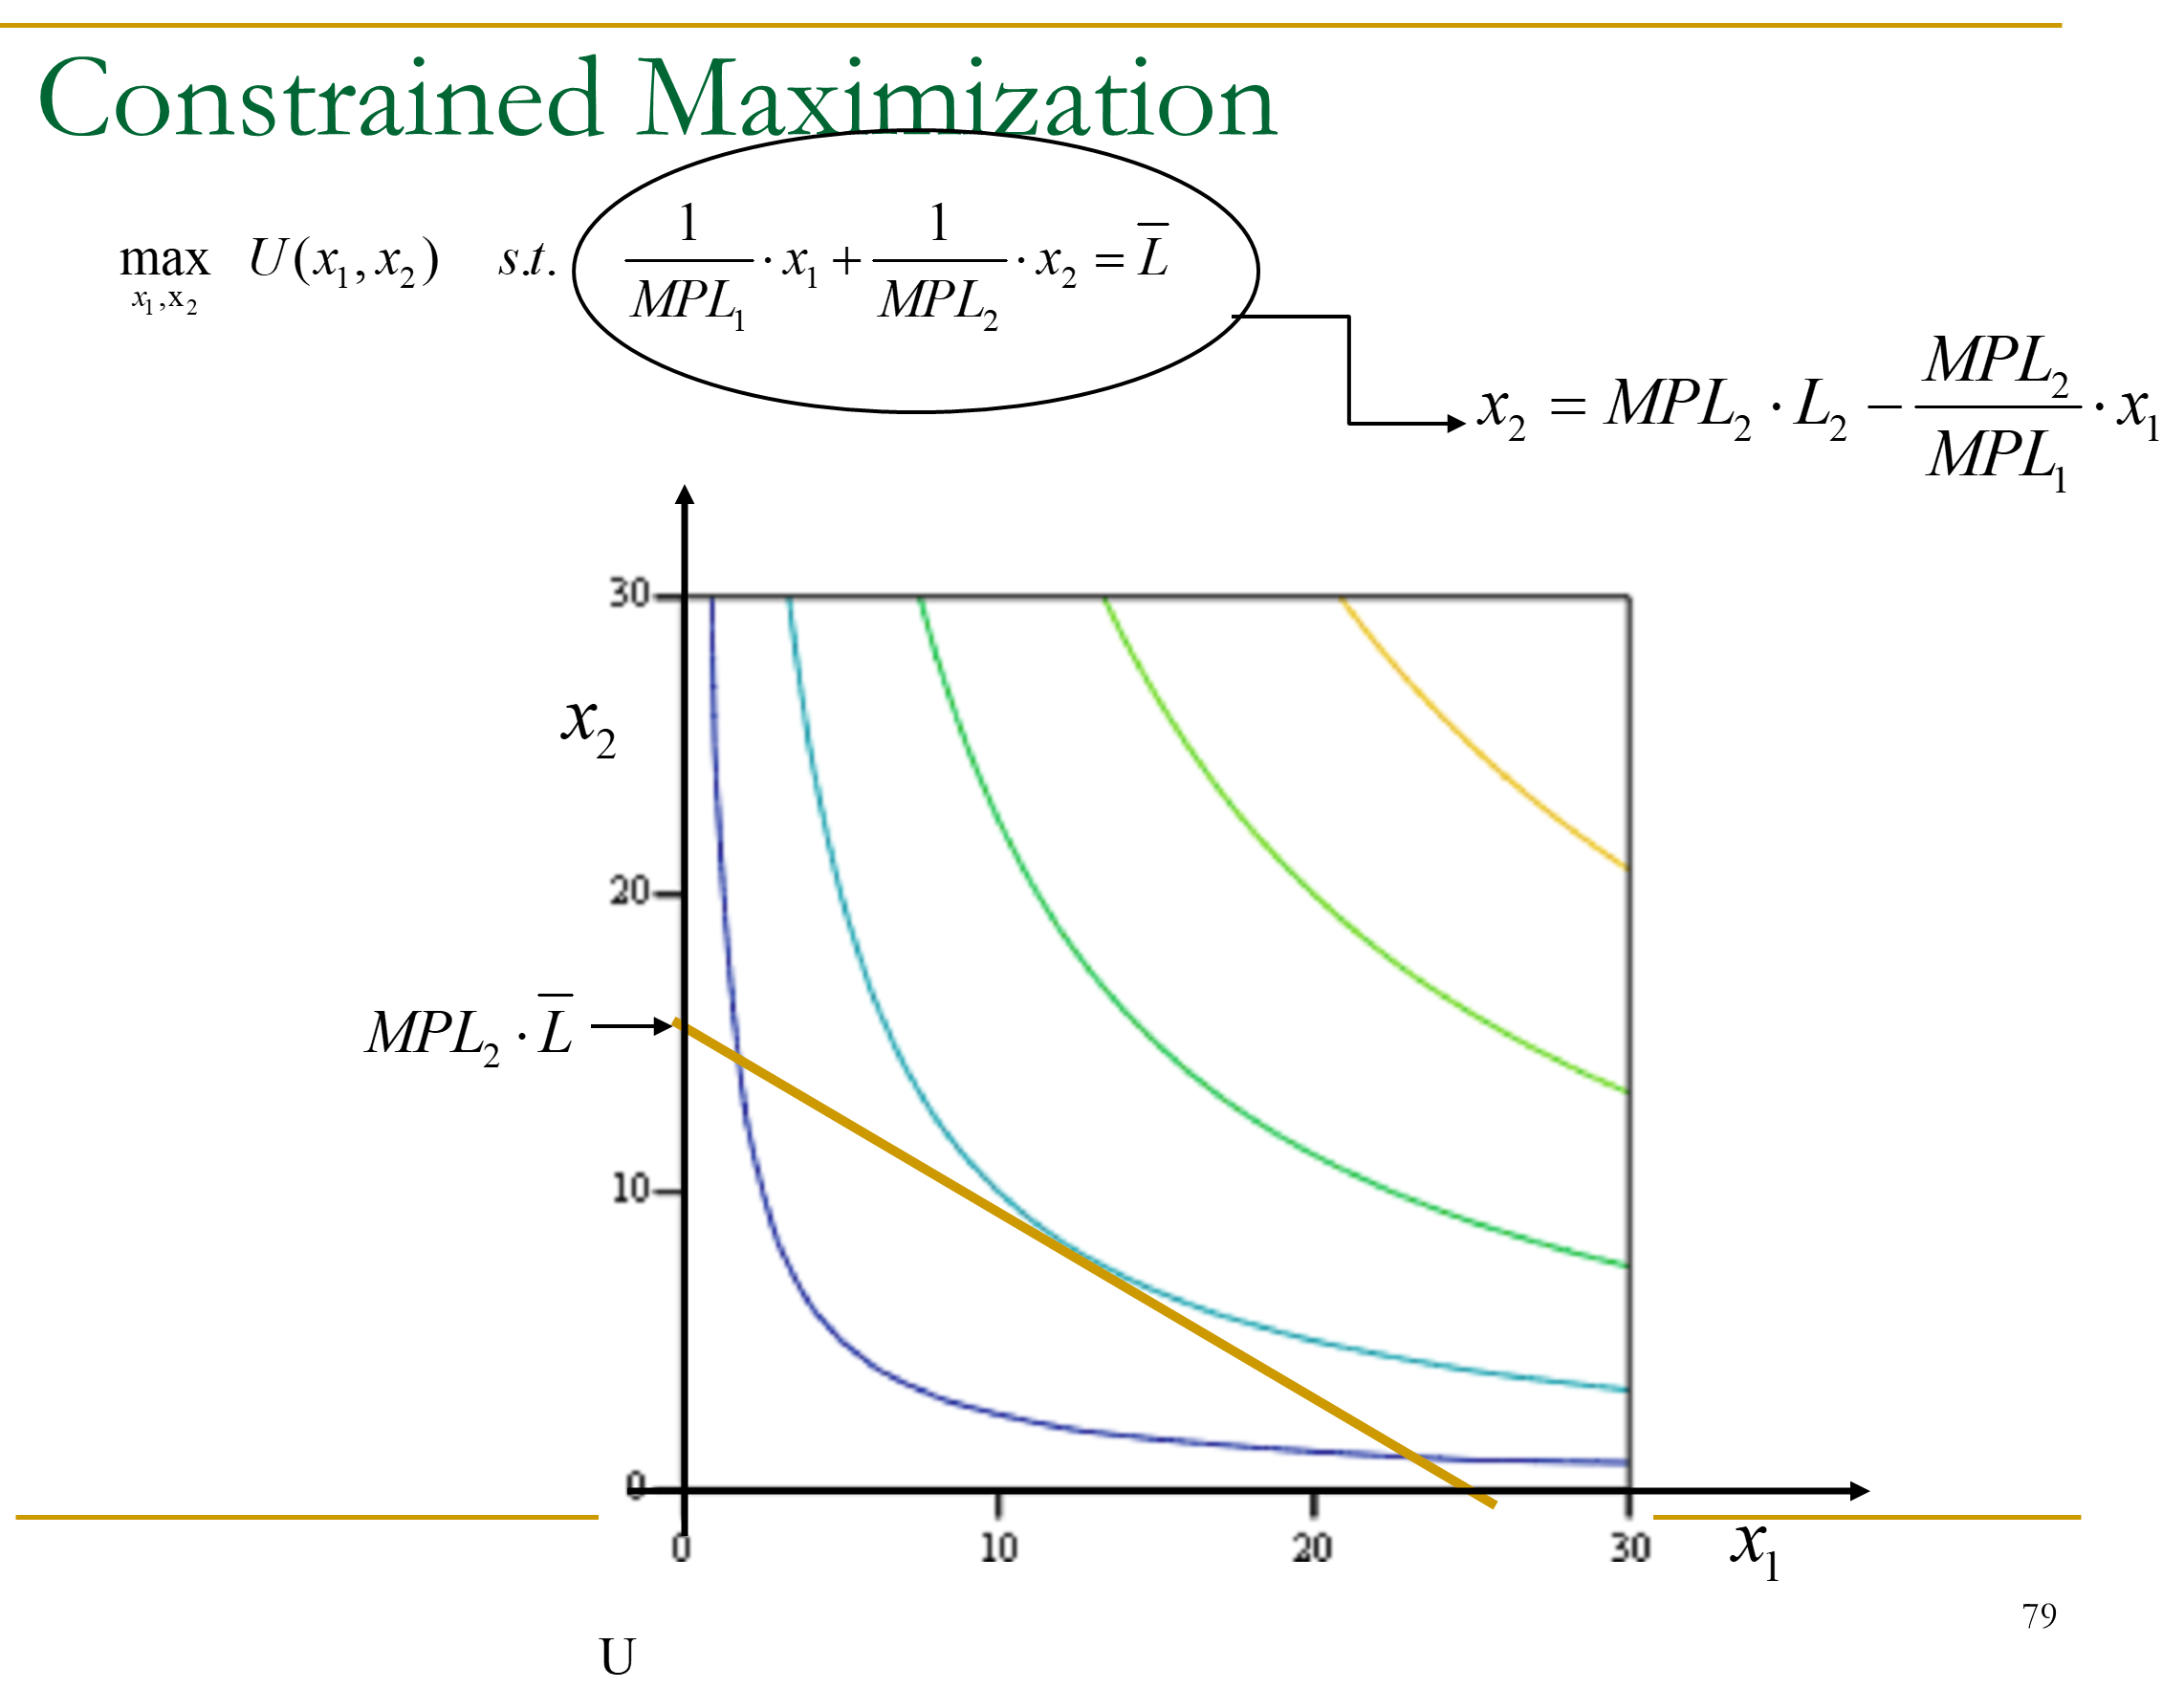 Constrained Maximization
max U(x₁, x₂) s.t. 1/MPL₁ · x₁ + 1/MPL₂ · x₂ = L̅
x₁, x₂
x₂ = MPL₂ · L₂ − MPL₂/MPL₁ · x₁
30
x₂
20
MPL₂ · L̅
10
0
0 10 20 30 x₁
79
U